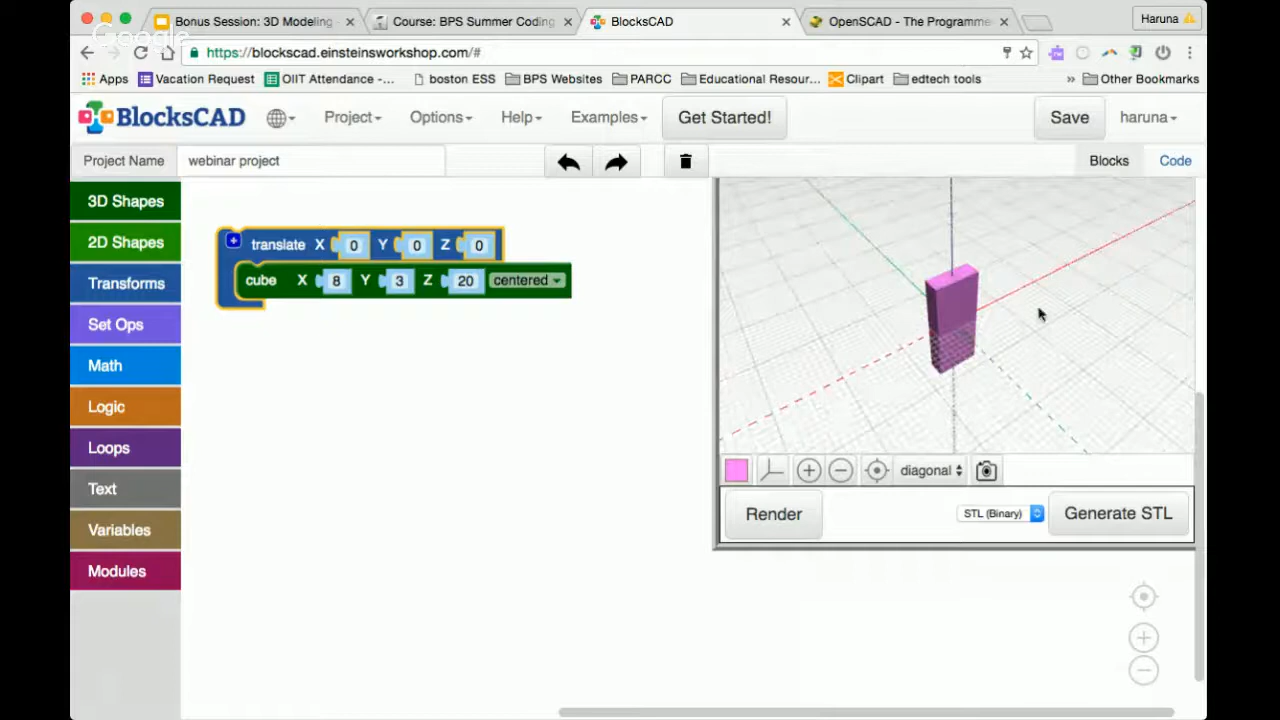 Bonus Session: 3D Modeling
Course: BPS Summer Coding
BlocksCAD
OpenSCAD - The Programme
Haruna
Google
https://blockscad.einsteinsworkshop.com/#
Apps
Vacation Request
OIIT Attendance -...
boston ESS
BPS Websites
PARCC
Educational Resour...
Clipart
edtech tools
»
Other Bookmarks
BlocksCAD
Project
Options
Help
Examples
Get Started!
Save
haruna
Project Name
webinar project
Blocks
Code
3D Shapes
2D Shapes
Transforms
Set Ops
Math
Logic
Loops
Text
Variables
Modules
+ translate X 0 Y 0 Z 0
cube X 8 Y 3 Z 20 centered
diagonal
Render
STL (Binary)
Generate STL